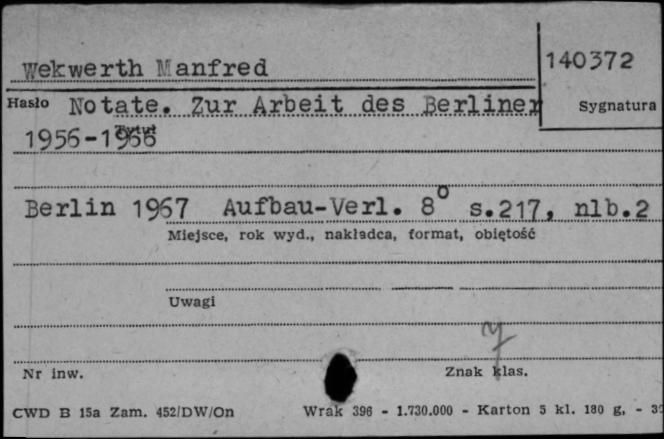 Wekwerth Manfred
140372
Hasło Notate. Zur Arbeit des Berliner
Sygnatura
1956-1966
Tytuł
Berlin 1967 Aufbau-Verl. 8° s.217, nlb.2
Miejsce, rok wyd., nakładca, format, objętość
Uwagi
Nr inw.
Znak klas.
CWD B 15a Zam. 452/DW/On Wrak 396 - 1.730.000 - Karton 5 kl. 180 g, -